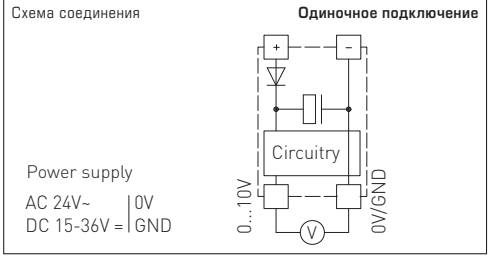 Схема соединения
Одиночное подключение
+ −
Circuitry
Power supply
AC 24V~ 0V
DC 15-36V = GND
0...10V
0V/GND
V